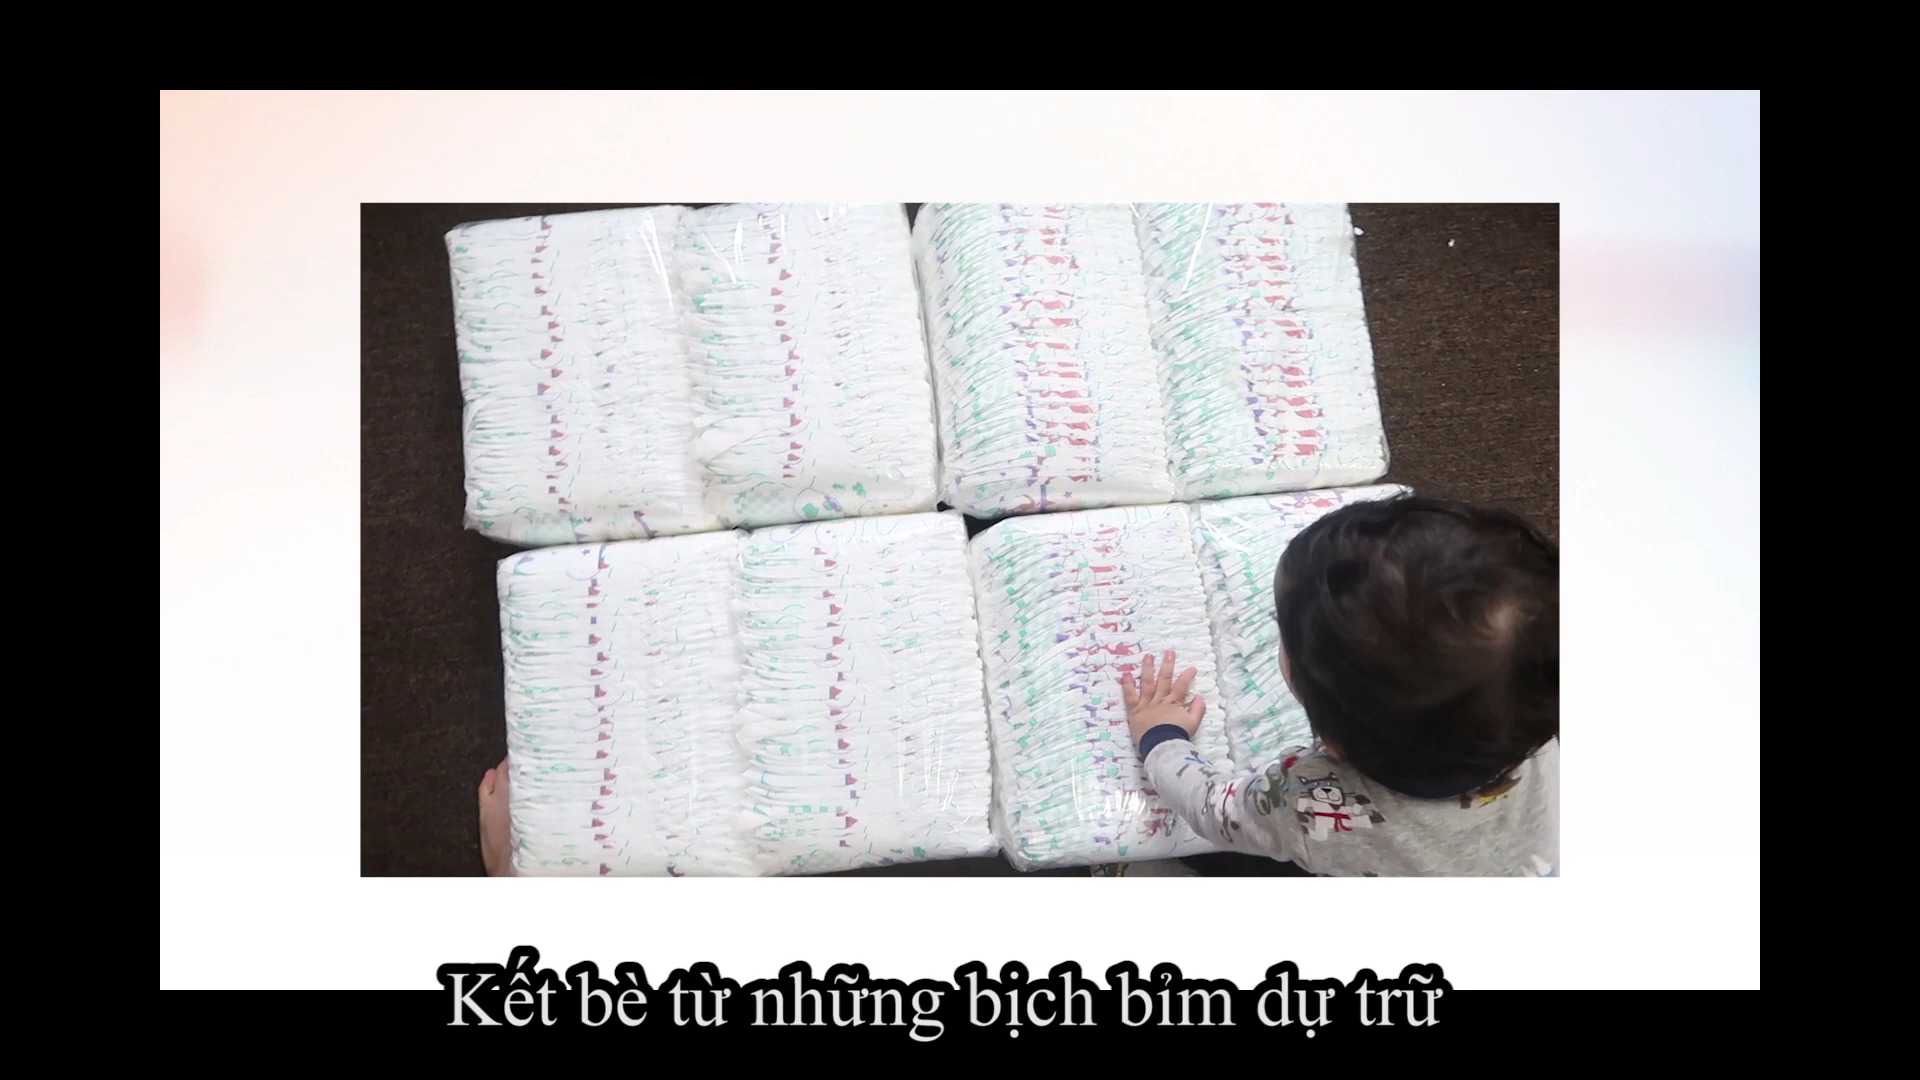 Kết bè từ những bịch bỉm dự trữ